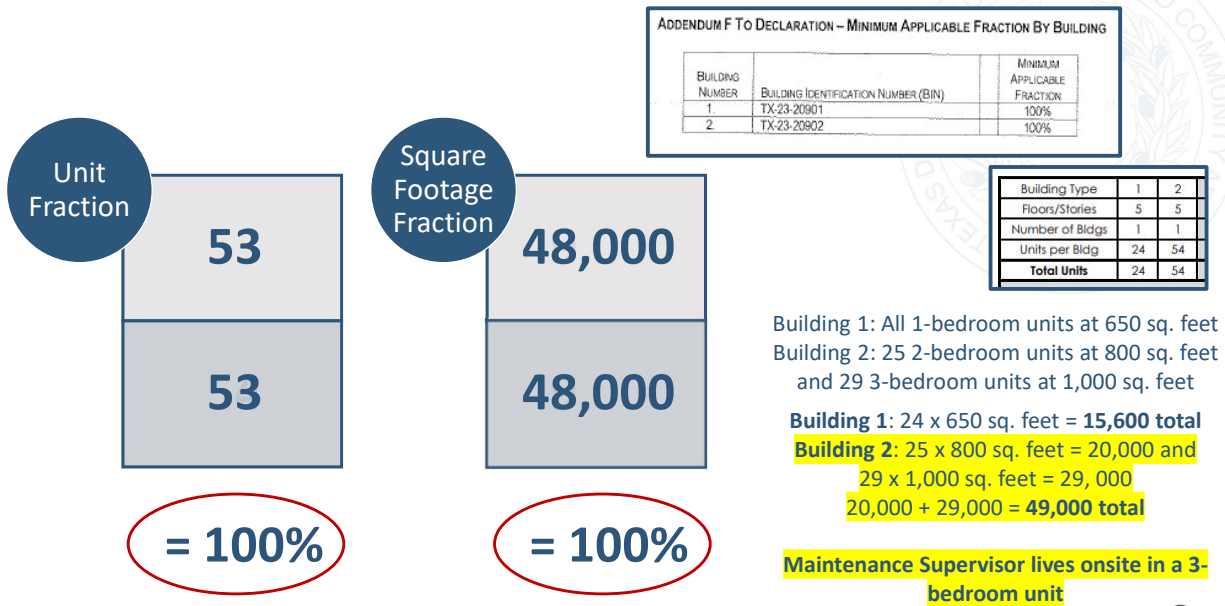 ADDENDUM F TO DECLARATION – MINIMUM APPLICABLE FRACTION BY BUILDING
BUILDING NUMBER BUILDING IDENTIFICATION NUMBER (BIN) MINIMUM APPLICABLE FRACTION
1. TX-23-20901 100%
2. TX-23-20902 100%
Unit
Fraction
53
53
= 100%
Square
Footage
Fraction
48,000
48,000
= 100%
Building Type 1 2
Floors/Stories 5 5
Number of Bldgs 1 1
Units per Bldg 24 54
Total Units 24 54
Building 1: All 1-bedroom units at 650 sq. feet
Building 2: 25 2-bedroom units at 800 sq. feet
and 29 3-bedroom units at 1,000 sq. feet
Building 1: 24 x 650 sq. feet = 15,600 total
Building 2: 25 x 800 sq. feet = 20,000 and
29 x 1,000 sq. feet = 29, 000
20,000 + 29,000 = 49,000 total
Maintenance Supervisor lives onsite in a 3-
bedroom unit